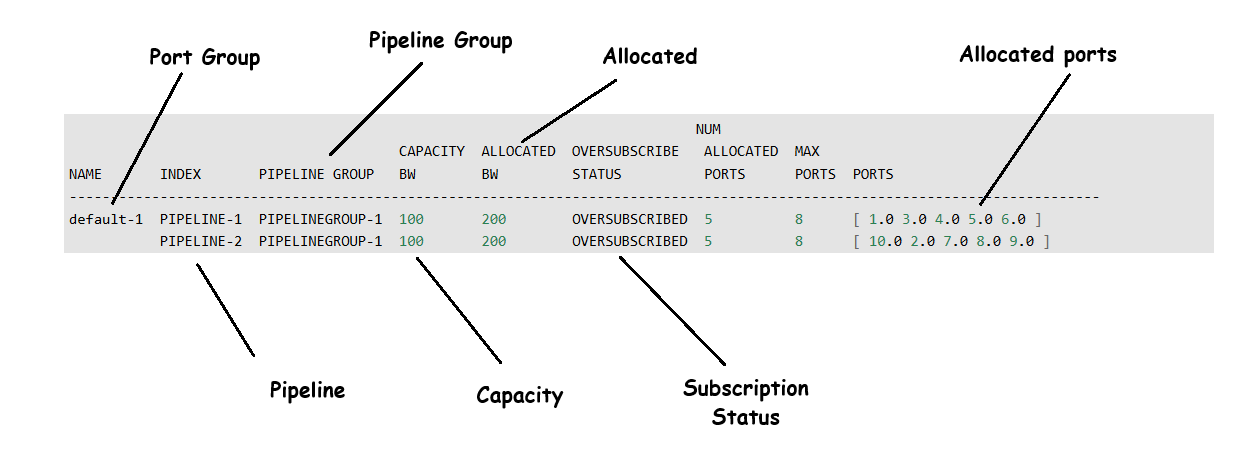 Port Group
Pipeline Group
Allocated
Allocated ports
NUM
CAPACITY ALLOCATED OVERSUBSCRIBE ALLOCATED MAX
NAME INDEX PIPELINE GROUP BW BW STATUS PORTS PORTS PORTS
--------------------------------------------------------------------------------------------------------------------------
default-1 PIPELINE-1 PIPELINEGROUP-1 100 200 OVERSUBSCRIBED 5 8 [ 1.0 3.0 4.0 5.0 6.0 ]
PIPELINE-2 PIPELINEGROUP-1 100 200 OVERSUBSCRIBED 5 8 [ 10.0 2.0 7.0 8.0 9.0 ]
Pipeline
Capacity
Subscription
Status